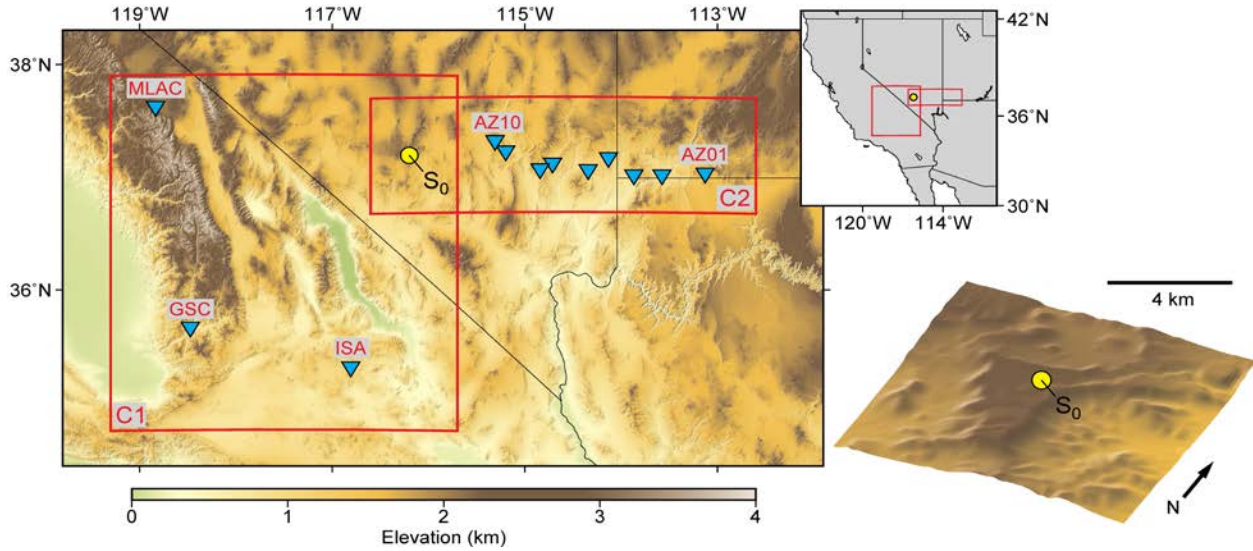 119°W 117°W 115°W 113°W
38°N
36°N
MLAC
AZ10
AZ01
S₀
C2
GSC
ISA
C1
0 1 2 3 4
Elevation (km)
42°N
36°N
30°N
120°W 114°W
4 km
S₀
N